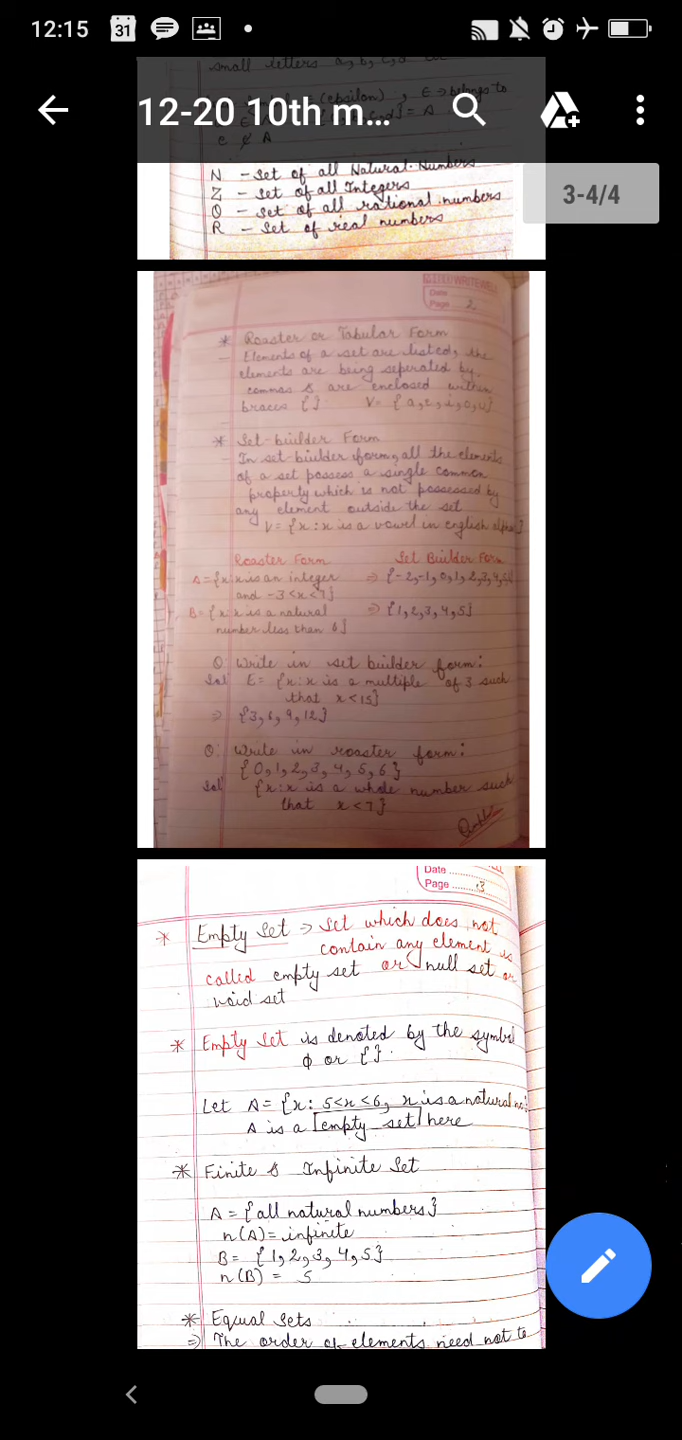 12:15
31
12-20 10th m...
3-4/4
small letters a, b, c, d
(epsilon) , ∈ → belongs to
= A
e ∉ A
N - Set of all Natural Numbers
Z - Set of all Integers
Q - Set of all rational numbers
R - Set of real numbers
Date
Page 2.
* Roaster or Tabular Form
- Elements of a set are listed, the
elements are being seperated by
commas & are enclosed within
braces { } V = {a, e, i, o, u}
* Set-builder Form
- In set-builder form, all the elements
of a set possess a single common
property which is not possessed by
any element outside the set
V = {x : x is a vowel in english
Roaster Form Set Builder Form
A = {x : x is an integer ⇒ {-2, -1, 0, 1, 2, 3, 4, 5,
and -3 < x < 7}
B = {x : x is a natural ⇒ {1, 2, 3, 4, 5}
number less than 6}
Q: Write in set builder form:
Sol E = {x : x is a multiple of 3 such
that x < 15}
⇒ {3, 6, 9, 12}
Q: Write in roaster form:
{0, 1, 2, 3, 4, 5, 6}
Sol {x : x is a whole number such
that x < 7}
Date
Page 3
* Empty Set → Set which does not
contain any element is
called empty set or null set or
void set
* Empty Set is denoted by the symbol
ϕ or { }.
Let A = {x : 5 < x < 6, x is a natural no.
A is a empty set here
* Finite & Infinite Set
A = {all natural numbers}
n(A) = infinite
B = {1, 2, 3, 4, 5}
n(B) = 5
* Equal Sets
⇒ The order of elements need not to